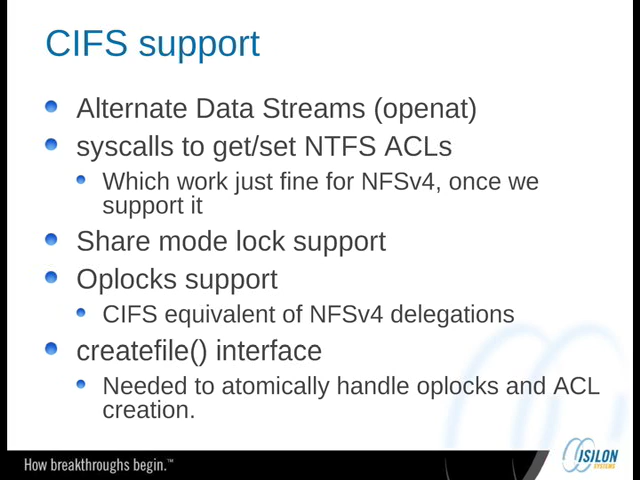 CIFS support
Alternate Data Streams (openat)
syscalls to get/set NTFS ACLs
Which work just fine for NFSv4, once we
support it
Share mode lock support
Oplocks support
CIFS equivalent of NFSv4 delegations
createfile() interface
Needed to atomically handle oplocks and ACL
creation.
How breakthroughs begin.™
ISILON
SYSTEMS